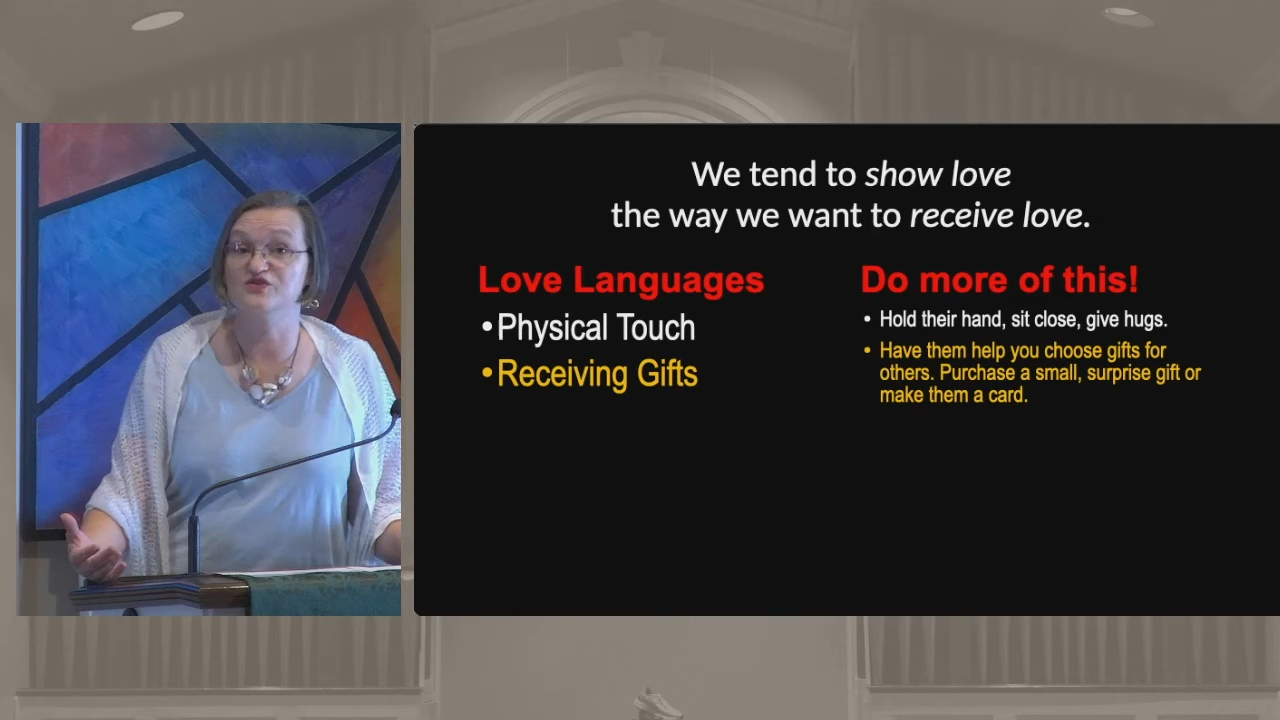 We tend to show love
the way we want to receive love.
Love Languages
•Physical Touch
•Receiving Gifts
Do more of this!
• Hold their hand, sit close, give hugs.
• Have them help you choose gifts for
others. Purchase a small, surprise gift or
make them a card.